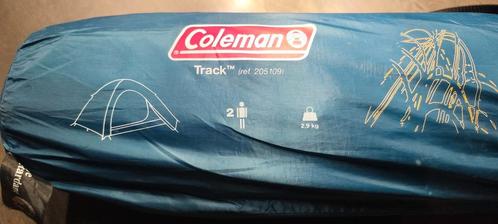 Coleman
Track™ (ref. 205109)
2
2,9 kg